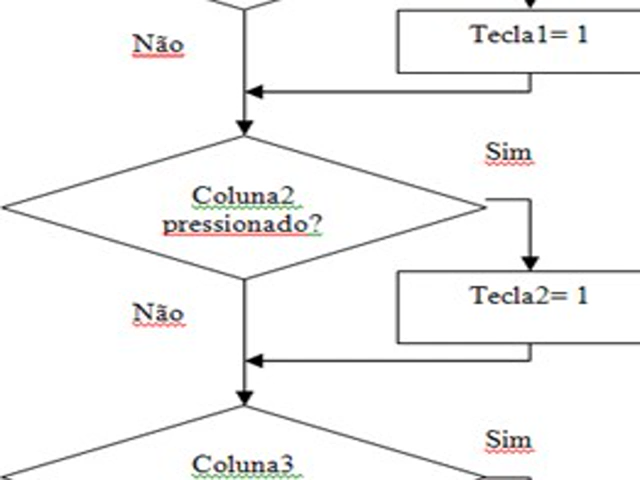 Não
Tecla1= 1
Sim
Coluna2
pressionado?
Tecla2= 1
Não
Sim
Coluna3